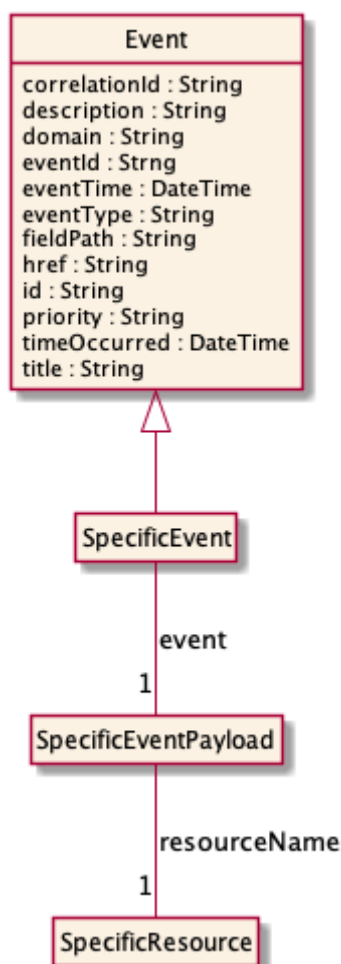 Event
correlationId : String
description : String
domain : String
eventId : Strng
eventTime : DateTime
eventType : String
fieldPath : String
href : String
id : String
priority : String
timeOccurred : DateTime
title : String
SpecificEvent
event
1
SpecificEventPayload
resourceName
1
SpecificResource